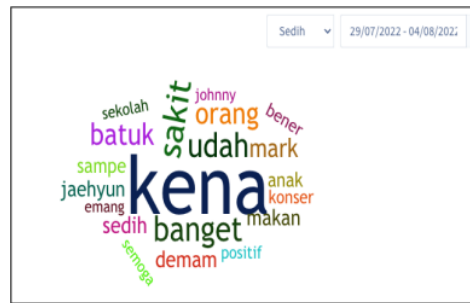 Sedih
29/07/2022 - 04/08/2022
johnny
sekolah
sakit
orang
bener
batuk
udah
mark
sampe
kena
anak
jaehyun
konser
emang
makan
sedih
banget
semoga
demam
positif